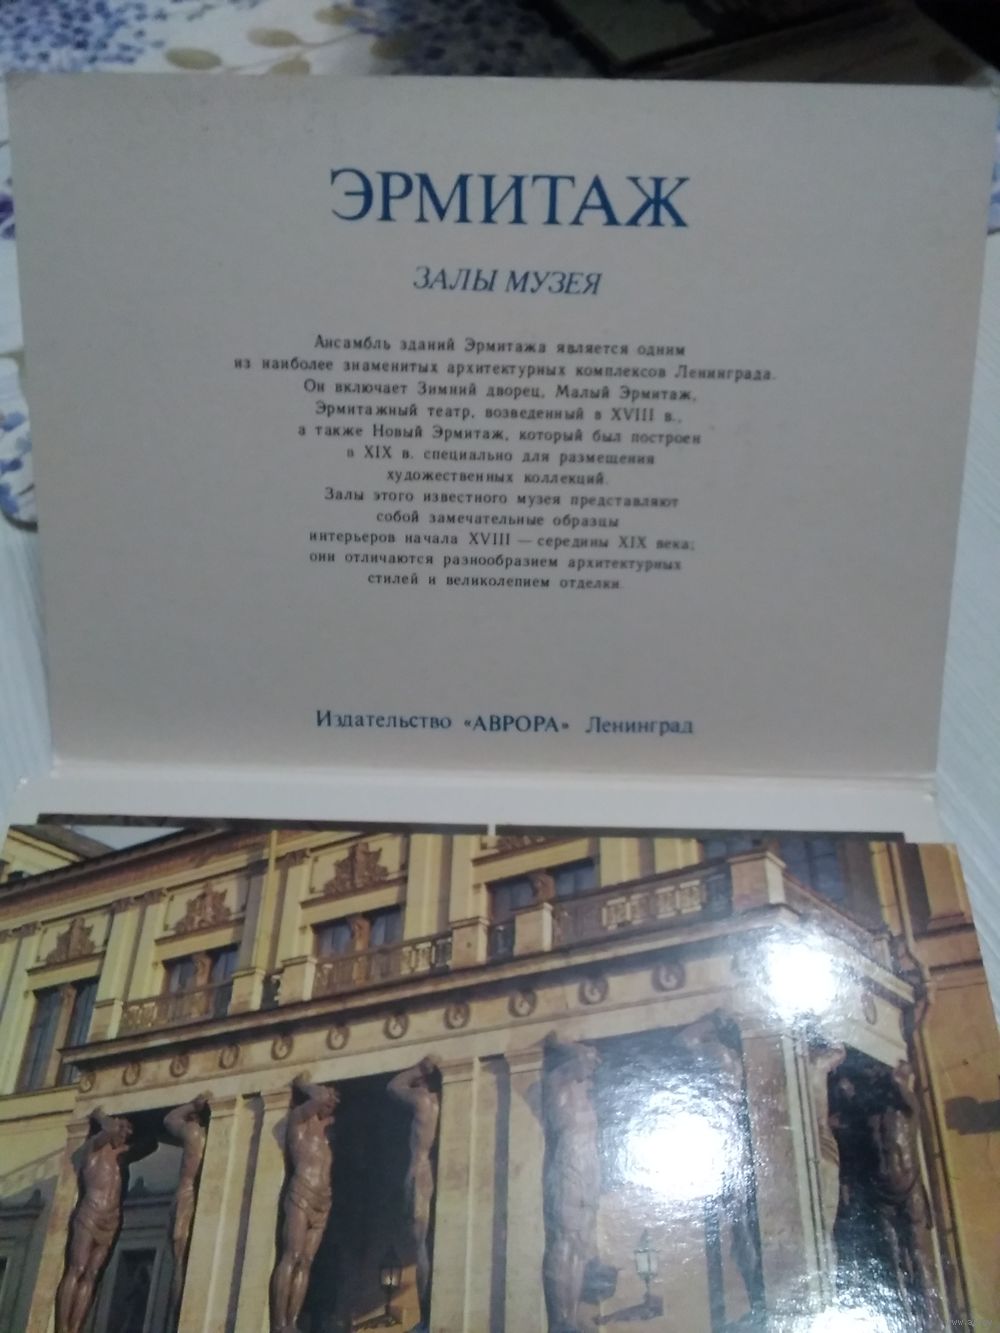 ЭРМИТАЖ
ЗАЛЫ МУЗЕЯ
Ансамбль зданий Эрмитажа является одним
из наиболее знаменитых архитектурных комплексов Ленинграда.
Он включает Зимний дворец, Малый Эрмитаж,
Эрмитажный театр, возведенный в XVIII в.,
а также Новый Эрмитаж, который был построен
в XIX в. специально для размещения
художественных коллекций.
Залы этого известного музея представляют
собой замечательные образцы
интерьеров начала XVIII — середины XIX века;
они отличаются разнообразием архитектурных
стилей и великолепием отделки.
Издательство «АВРОРА» Ленинград